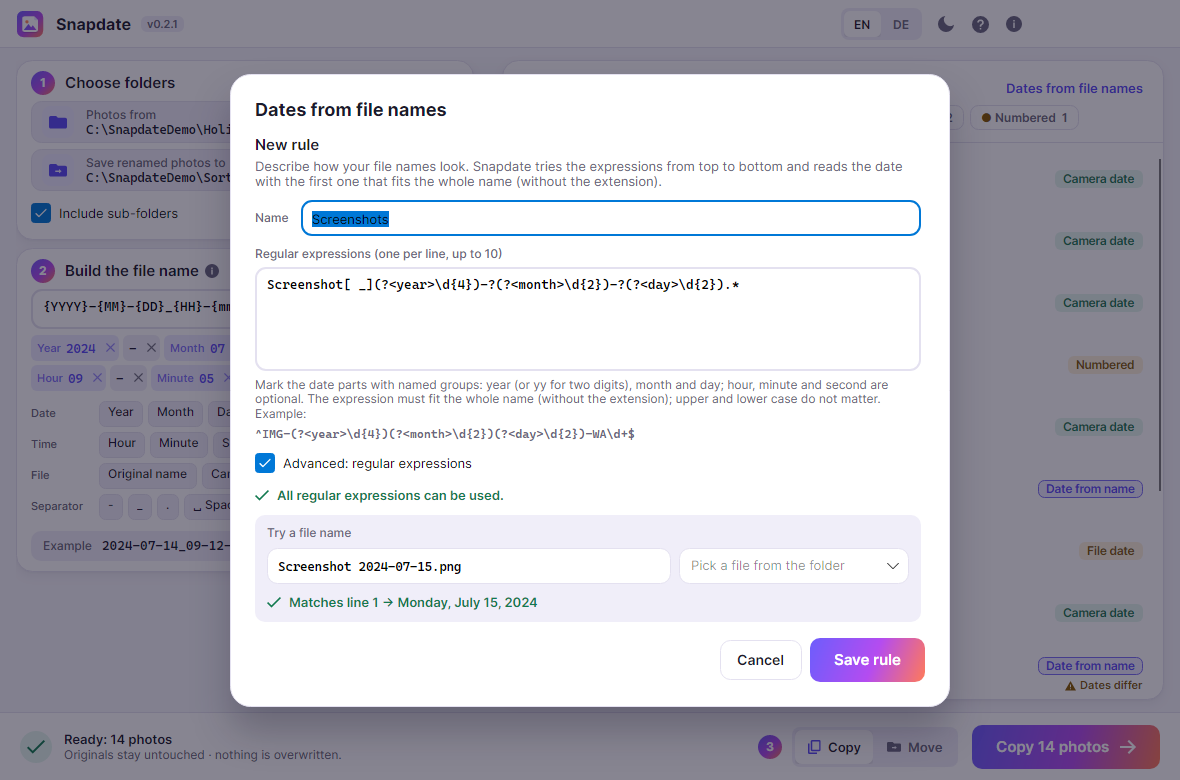 Snapdate v0.2.1
EN DE
1 Choose folders
Photos from
C:\SnapdateDemo\Holi
Save renamed photos to
C:\SnapdateDemo\Sort
Include sub-folders
2 Build the file name
{YYYY}-{MM}-{DD}_{HH}-{mm
Year 2024 – Month 07
Hour 09 – Minute 05
Date Year Month Da
Time Hour Minute S
File Original name Car
Separator - _ . Spac
Example 2024-07-14_09-12-
Dates from file names
New rule
Describe how your file names look. Snapdate tries the expressions from top to bottom and reads the date
with the first one that fits the whole name (without the extension).
Name Screenshots
Regular expressions (one per line, up to 10)
Screenshot[ _](?<year>\d{4})-?(?<month>\d{2})-?(?<day>\d{2}).*
Mark the date parts with named groups: year (or yy for two digits), month and day; hour, minute and second are
optional. The expression must fit the whole name (without the extension); upper and lower case do not matter.
Example:
^IMG-(?<year>\d{4})(?<month>\d{2})(?<day>\d{2})-WA\d+$
Advanced: regular expressions
All regular expressions can be used.
Try a file name
Screenshot 2024-07-15.png
Pick a file from the folder
Matches line 1 → Monday, July 15, 2024
Cancel
Save rule
Dates from file names
2 Numbered 1
Camera date
Camera date
Camera date
Numbered
Camera date
Date from name
File date
Camera date
Date from name
Dates differ
Ready: 14 photos
Originals stay untouched · nothing is overwritten.
3 Copy Move
Copy 14 photos →